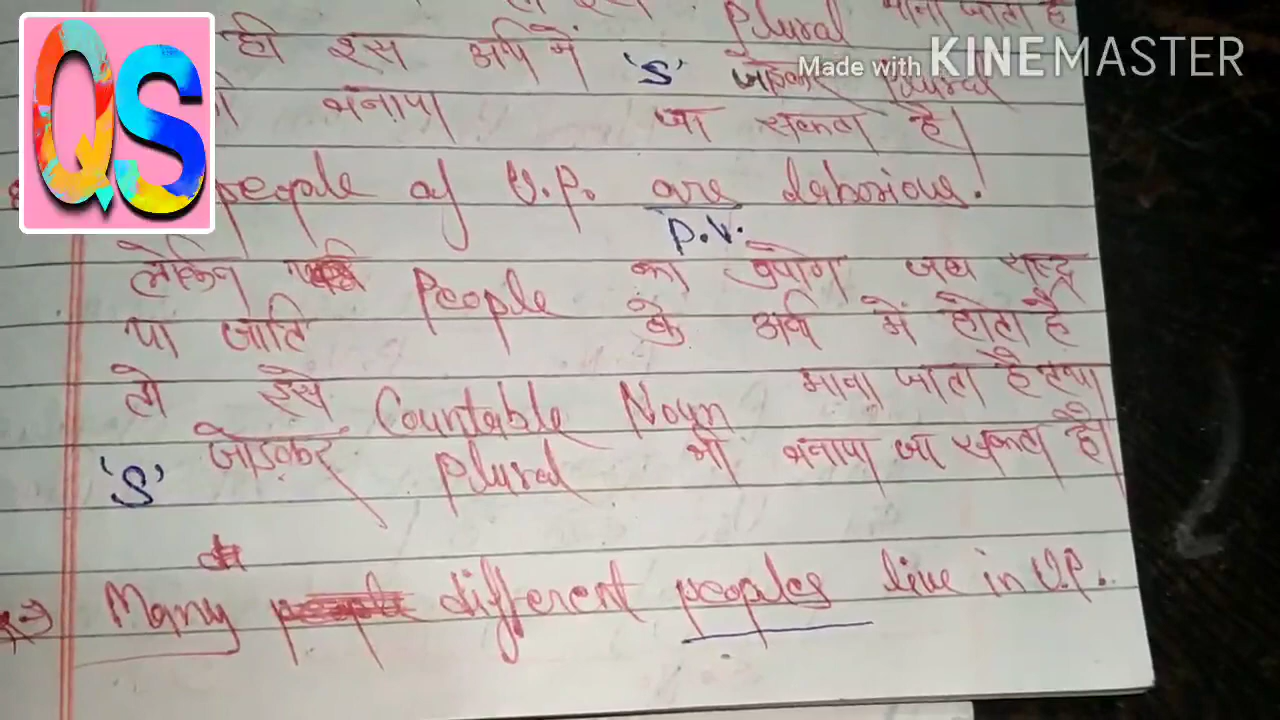 Plural माना जाता है
QS
ही इस अर्थ में 'S' जोड़कर Plural
Made with KINEMASTER
बनाया जा सकता है।
people of U.P. are laborious.
P.V.
लेकिन People का प्रयोग जब राष्ट्र
या जाति के अर्थ में होता है
तो इसे Countable Noun माना जाता है तथा
'S' जोड़कर Plural भी बनाया जा सकता है।
Many different peoples live in U.P.